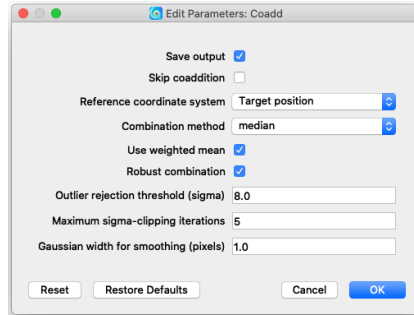 Edit Parameters: Coadd
Save output
Skip coaddition
Reference coordinate system Target position
Combination method median
Use weighted mean
Robust combination
Outlier rejection threshold (sigma) 8.0
Maximum sigma-clipping iterations 5
Gaussian width for smoothing (pixels) 1.0
Reset Restore Defaults Cancel OK